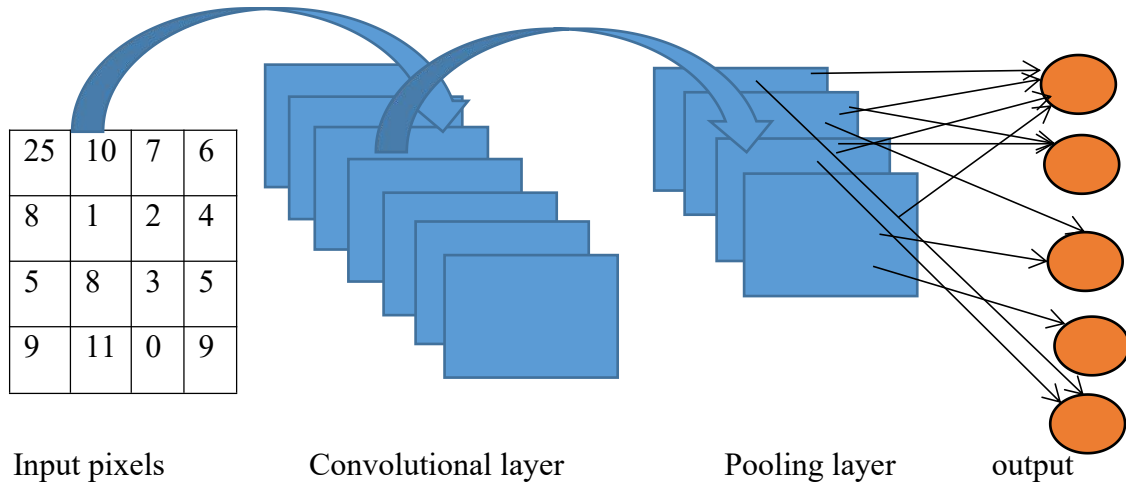 25 10 7 6
8 1 2 4
5 8 3 5
9 11 0 9
Input pixels Convolutional layer Pooling layer output